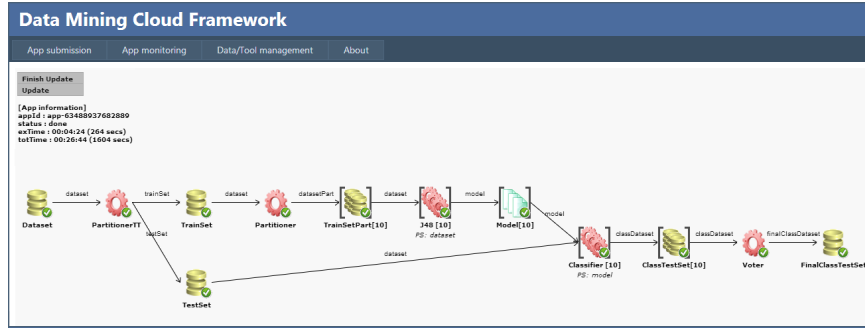 Data Mining Cloud Framework
App submission App monitoring Data/Tool management About
Finish Update
Update
[App information]
appId : app-63488937682889
status : done
exTime : 00:04:24 (264 secs)
totTime : 00:26:44 (1604 secs)
dataset trainSet dataset datasetPart dataset model
Dataset PartitionerTT TrainSet Partitioner TrainSetPart[10] J48 [10] Model[10]
PS: dataset
model
testSet
classDataset classDataset finalClassDataset
dataset
Classifier [10] ClassTestSet[10] Voter FinalClassTestSet
PS: model
TestSet